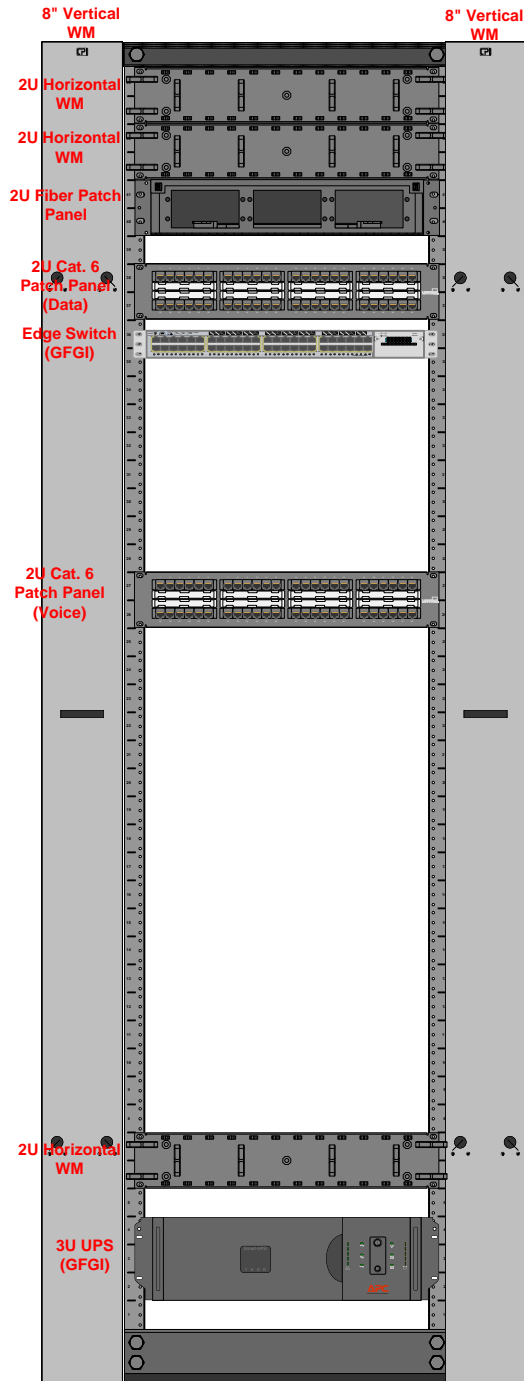 8" Vertical
WM
8" Vertical
WM
2U Horizontal
WM
2U Horizontal
WM
2U Fiber Patch
Panel
2U Cat. 6
Patch Panel
(Data)
Edge Switch
(GFGI)
2U Cat. 6
Patch Panel
(Voice)
2U Horizontal
WM
3U UPS
(GFGI)
APC